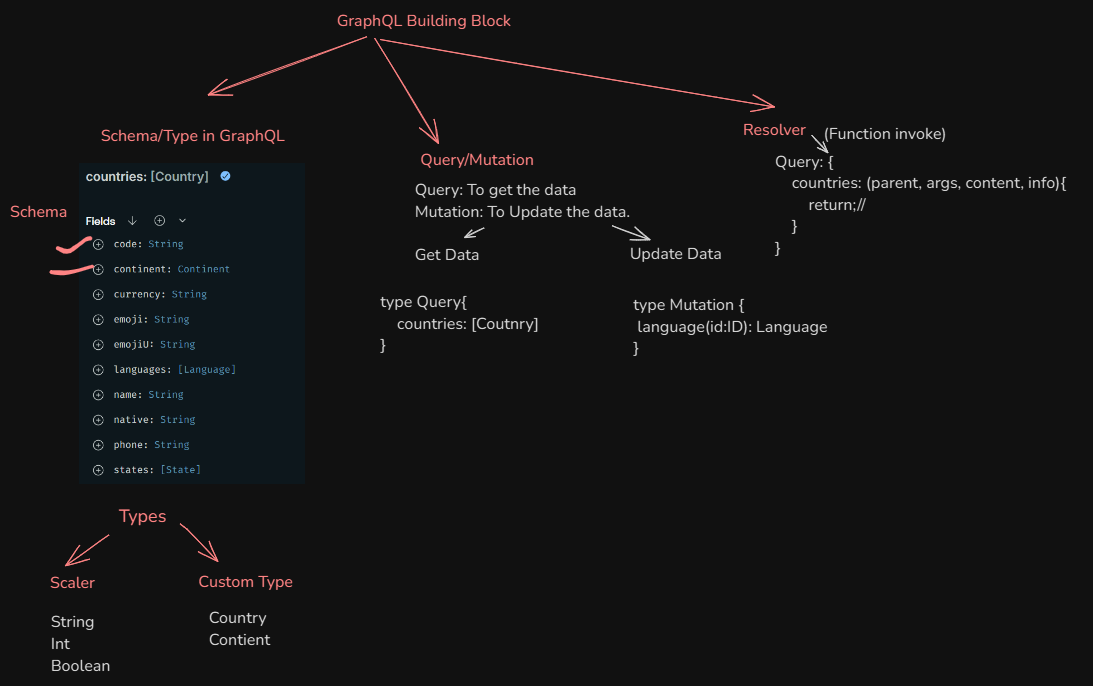 GraphQL Building Block
Schema/Type in GraphQL
countries: [Country]
Schema
Fields
code: String
continent: Continent
currency: String
emoji: String
emojiU: String
languages: [Language]
name: String
native: String
phone: String
states: [State]
Types
Scaler
String
Int
Boolean
Custom Type
Country
Contient
Query/Mutation
Query: To get the data
Mutation: To Update the data.
Get Data
type Query{
countries: [Coutnry]
}
Update Data
type Mutation {
language(id:ID): Language
}
Resolver
(Function invoke)
Query: {
countries: (parent, args, content, info){
return;//
}
}